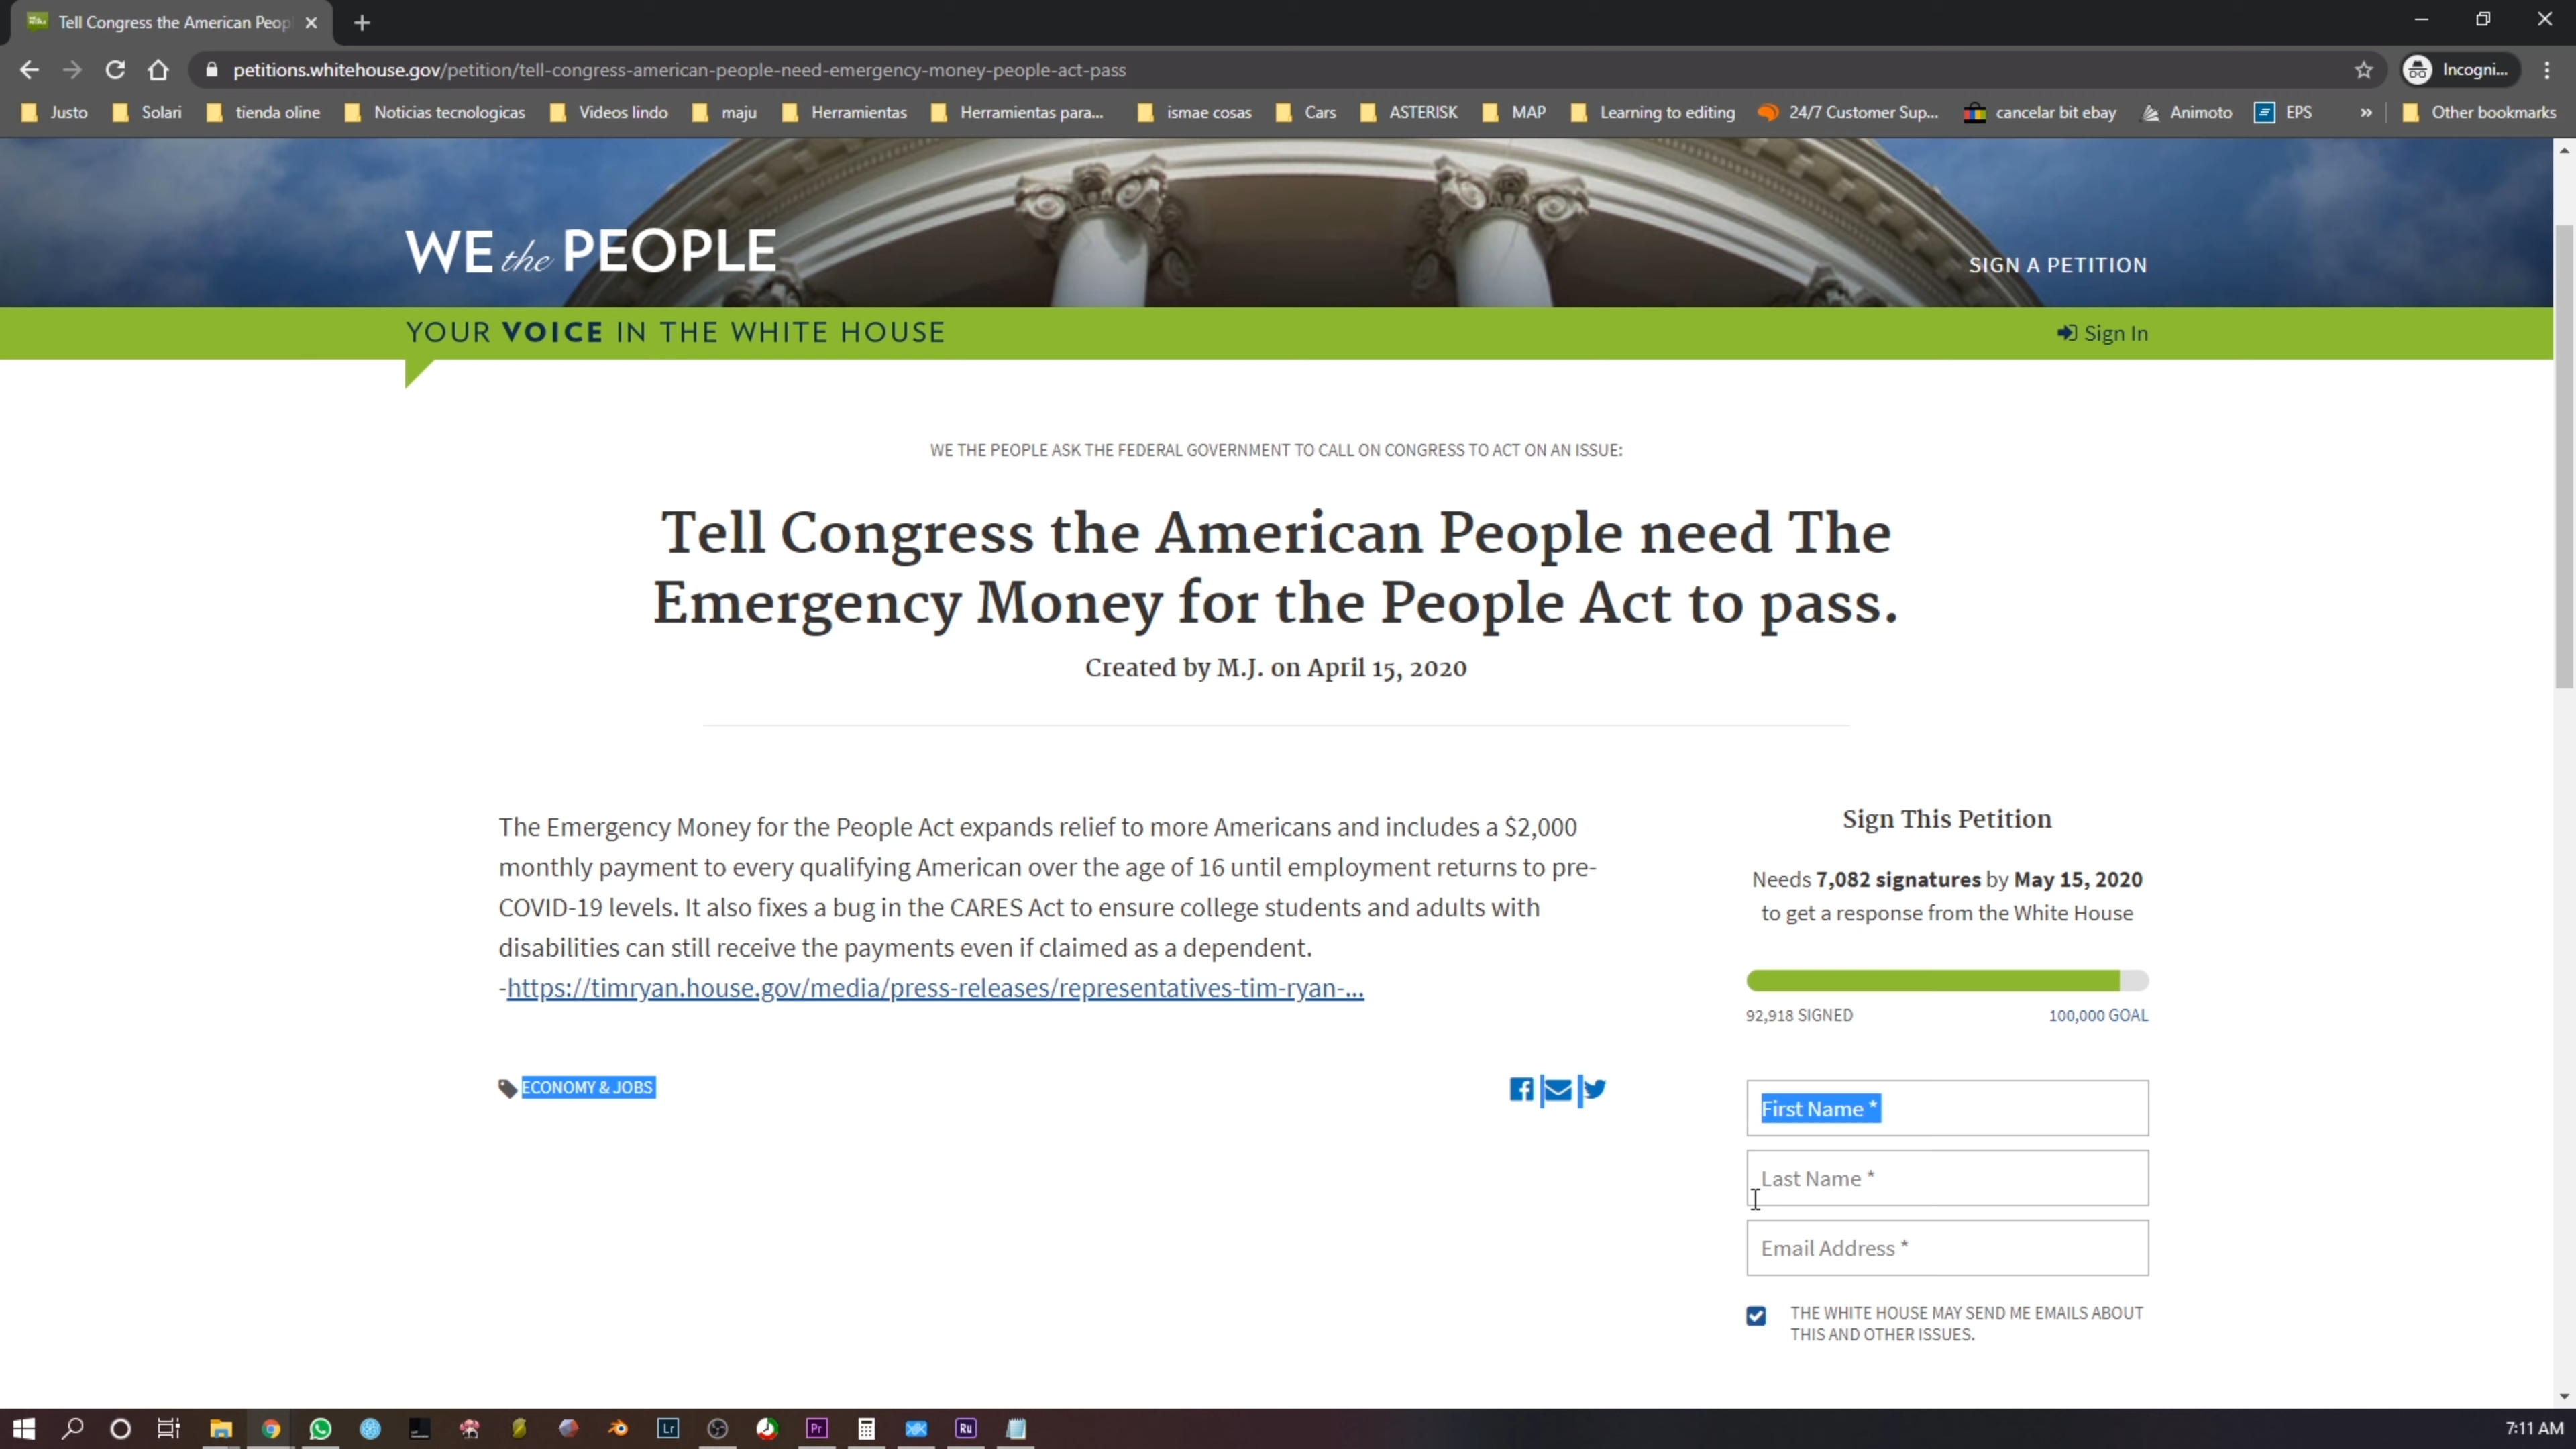 Tell Congress the American Peop
petitions.whitehouse.gov/petition/tell-congress-american-people-need-emergency-money-people-act-pass
Incogni...
Justo
Solari
tienda oline
Noticias tecnologicas
Videos lindo
maju
Herramientas
Herramientas para...
ismae cosas
Cars
ASTERISK
MAP
Learning to editing
24/7 Customer Sup...
cancelar bit ebay
Animoto
EPS
»
Other bookmarks
WE the PEOPLE
SIGN A PETITION
YOUR VOICE IN THE WHITE HOUSE
Sign In
WE THE PEOPLE ASK THE FEDERAL GOVERNMENT TO CALL ON CONGRESS TO ACT ON AN ISSUE:
Tell Congress the American People need The
Emergency Money for the People Act to pass.
Created by M.J. on April 15, 2020
The Emergency Money for the People Act expands relief to more Americans and includes a $2,000
monthly payment to every qualifying American over the age of 16 until employment returns to pre-
COVID-19 levels. It also fixes a bug in the CARES Act to ensure college students and adults with
disabilities can still receive the payments even if claimed as a dependent.
-https://timryan.house.gov/media/press-releases/representatives-tim-ryan-...
ECONOMY & JOBS
Sign This Petition
Needs 7,082 signatures by May 15, 2020
to get a response from the White House
92,918 SIGNED
100,000 GOAL
First Name *
Last Name *
Email Address *
THE WHITE HOUSE MAY SEND ME EMAILS ABOUT
THIS AND OTHER ISSUES.
Lr
Pr
Ru
7:11 AM